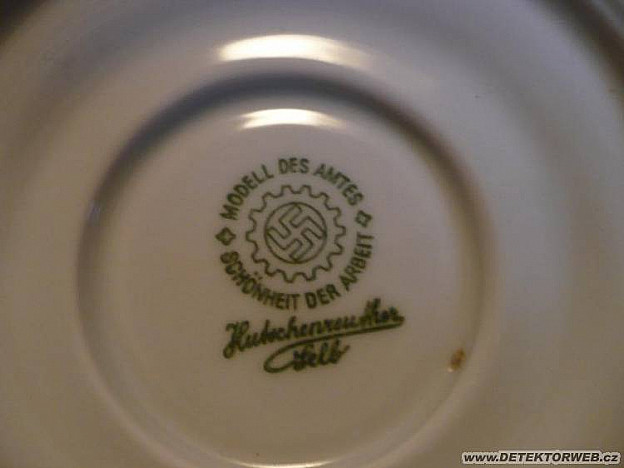 MODELL DES AMTES
SCHÖNHEIT DER ARBEIT
Hutschenreuther
Selb
www.DETEKTORWEB.cz